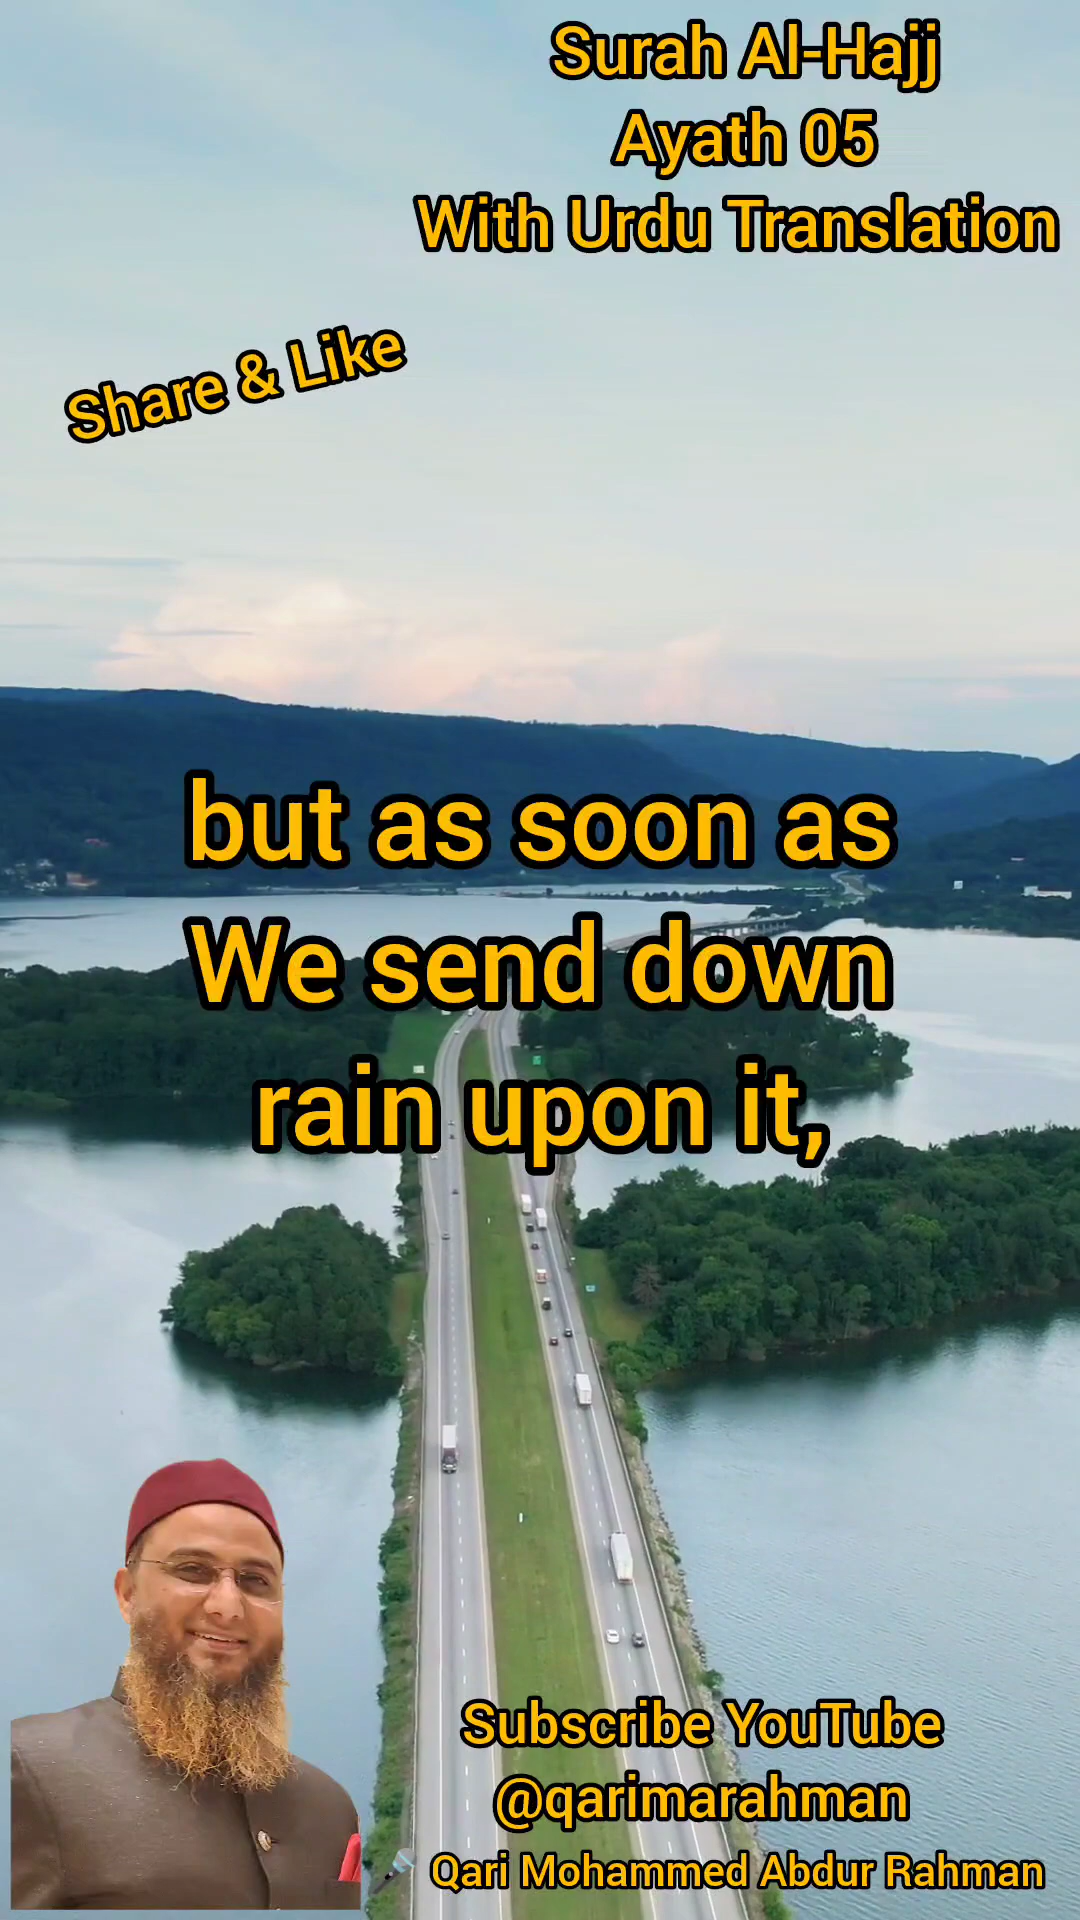 Surah Al-Hajj
Ayath 05
With Urdu Translation
Share & Like
but as soon as
We send down
rain upon it,
Subscribe YouTube
@qarimarahman
Qari Mohammed Abdur Rahman